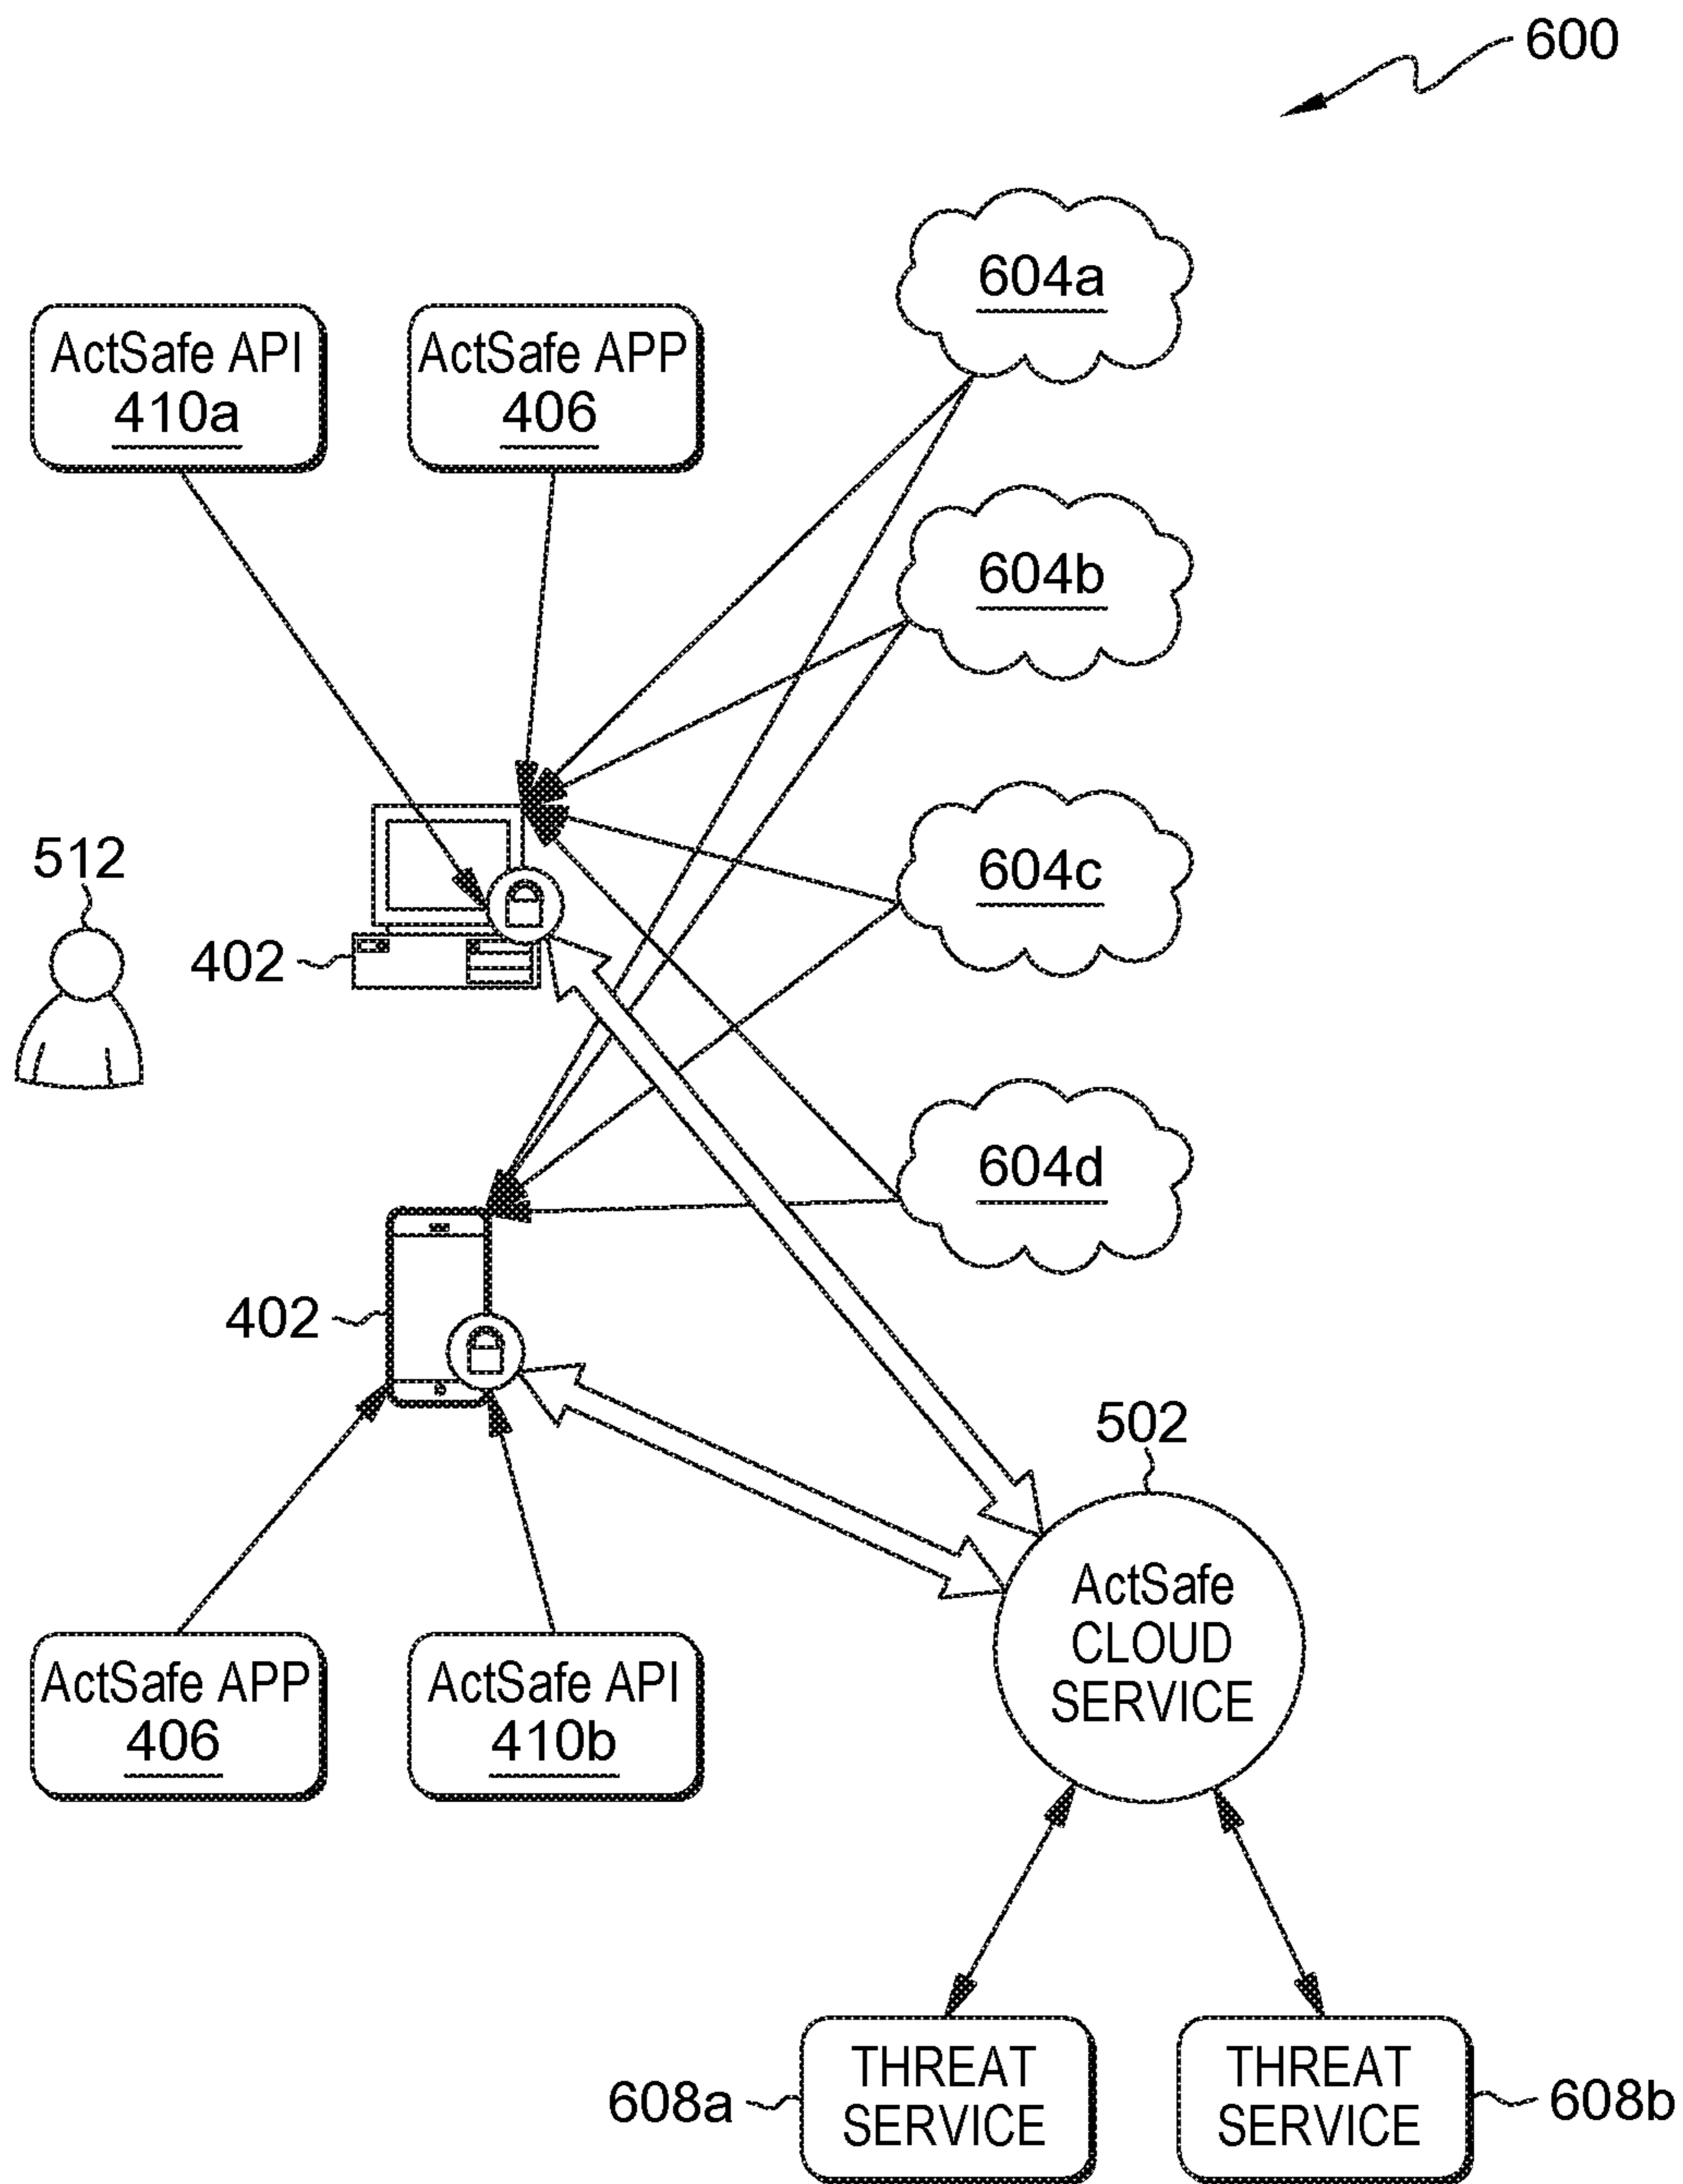 600
604a
ActSafe API
410a
ActSafe APP
406
604b
604c
512
402
604d
402
502
ActSafe
CLOUD
SERVICE
ActSafe APP
406
ActSafe API
410b
THREAT
SERVICE
608a
THREAT
SERVICE
608b